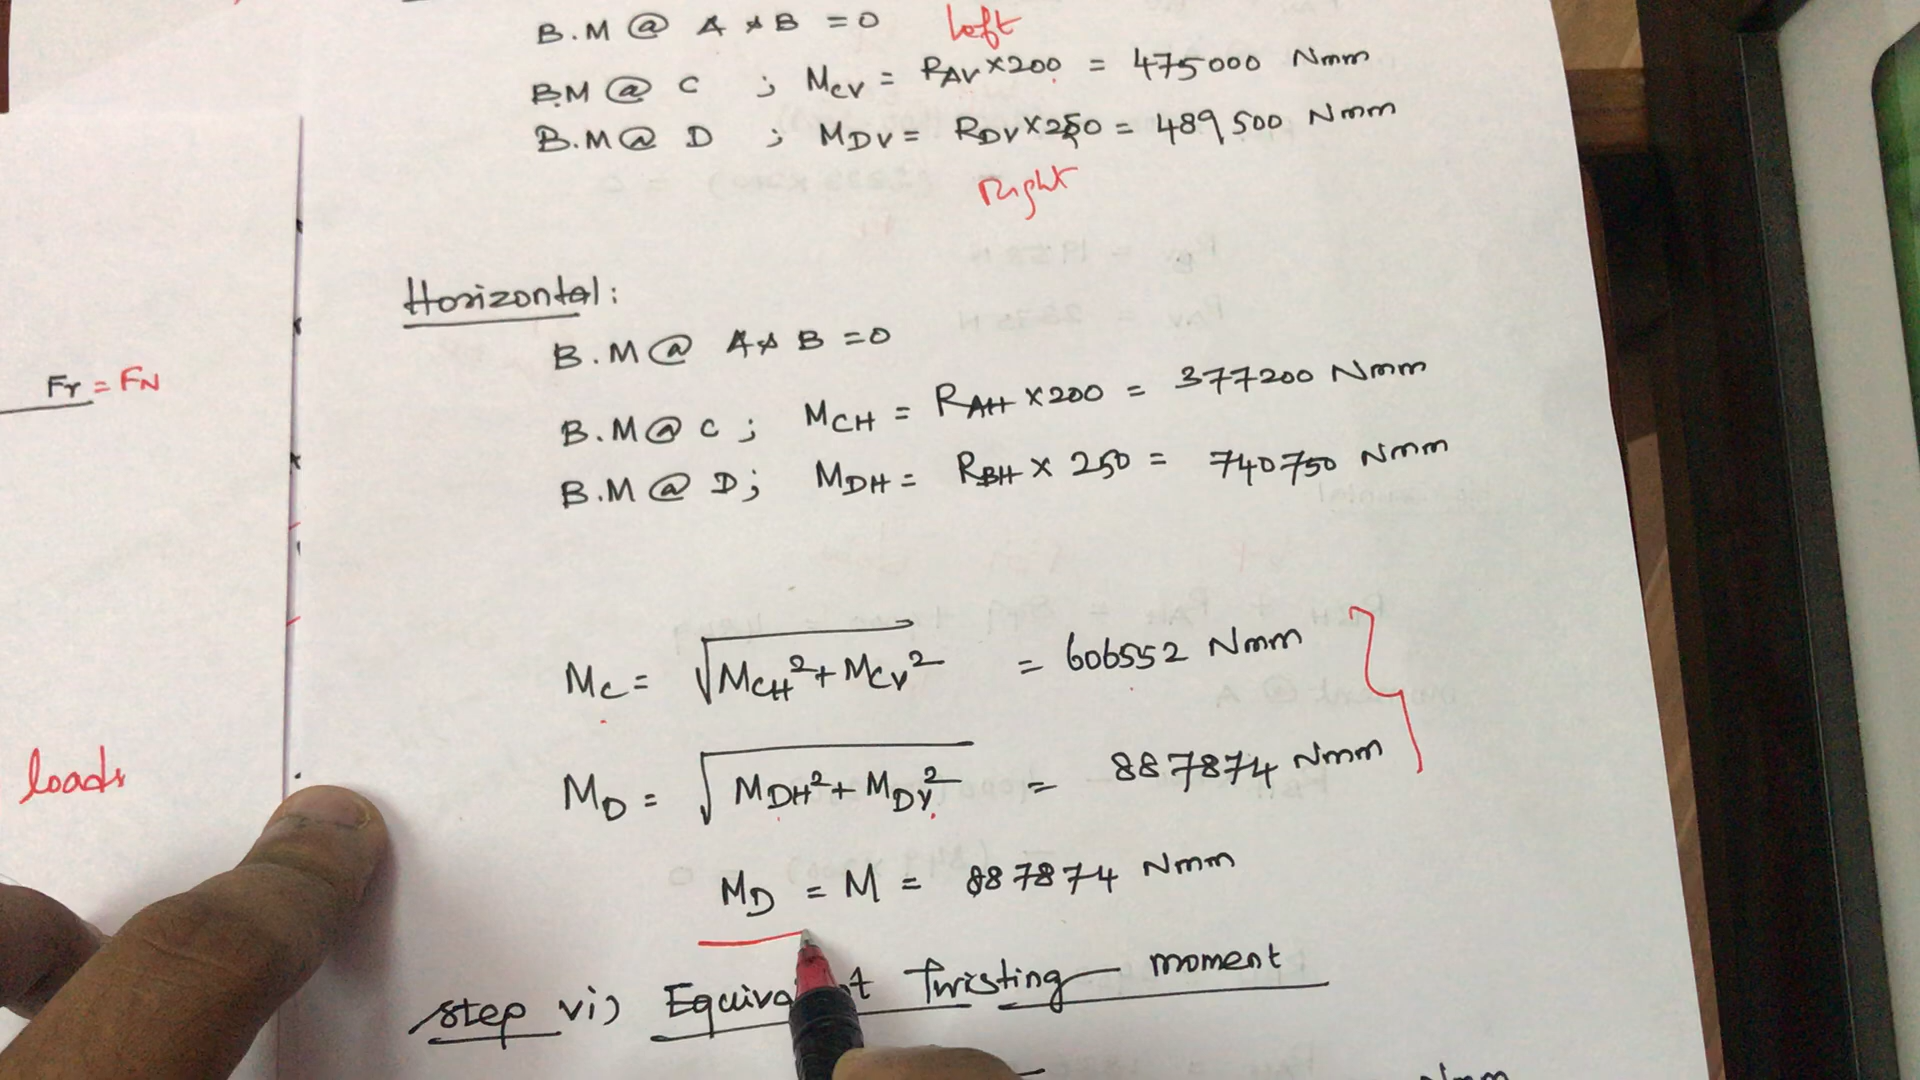 B.M @ A & B = 0 left
B.M @ C ; MCV = RAV × 200 = 475000 Nmm
B.M @ D ; MDV = RDV × 250 = 489500 Nmm
Right
Horizontal:
B.M @ A & B = 0
B.M @ C ; MCH = RAH × 200 = 377200 Nmm
B.M @ D ; MDH = RBH × 250 = 740750 Nmm
Fr = FN
MC = √MCH² + MCV² = 606552 Nmm
loads
MD = √MDH² + MDV² = 887874 Nmm
MD = M = 887874 Nmm
Step vi) Twisting moment
Nmm